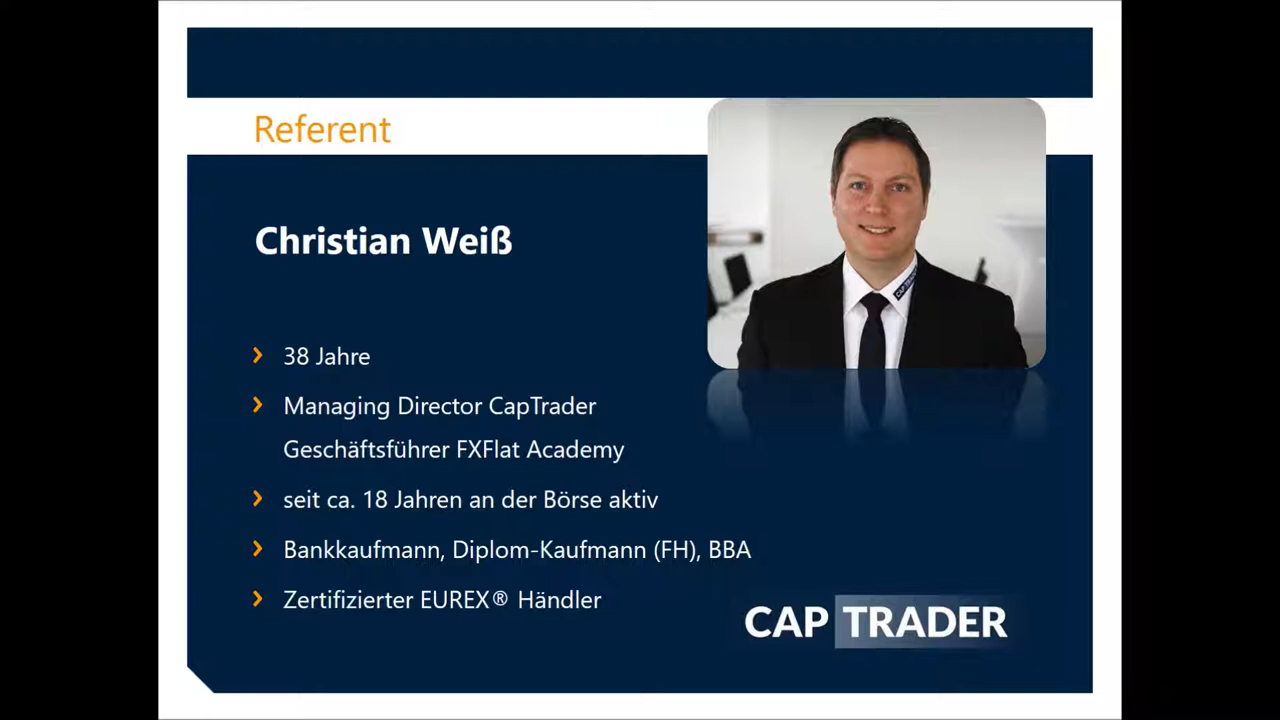 Referent
Christian Weiß
38 Jahre
Managing Director CapTrader
Geschäftsführer FXFlat Academy
seit ca. 18 Jahren an der Börse aktiv
Bankkaufmann, Diplom-Kaufmann (FH), BBA
Zertifizierter EUREX® Händler
CAP TRADER